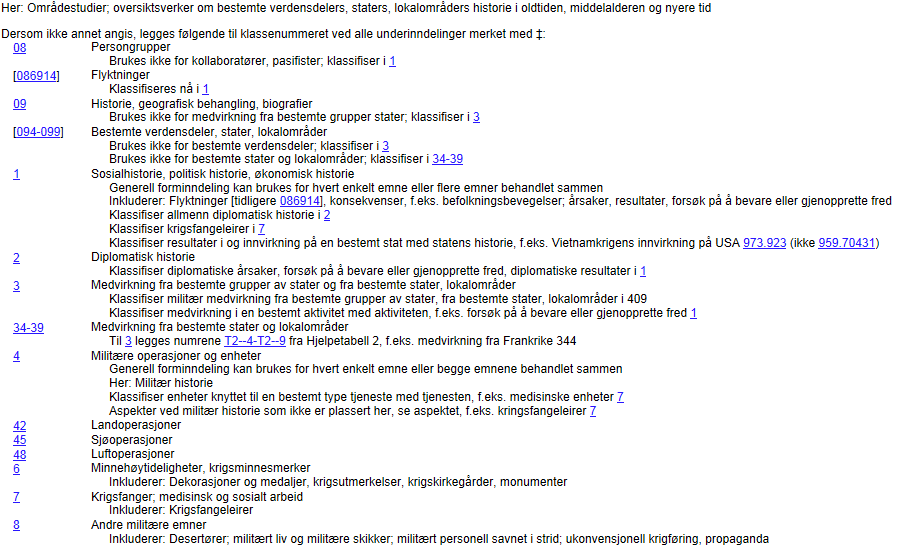 Her: Områdestudier; oversiktsverker om bestemte verdensdelers, staters, lokalområders historie i oldtiden, middelalderen og nyere tid
Dersom ikke annet angis, legges følgende til klassenummeret ved alle underinndelinger merket med ‡:
08 Persongrupper
Brukes ikke for kollaboratører, pasifister; klassifiser i 1
[086914] Flyktninger
Klassifiseres nå i 1
09 Historie, geografisk behangling, biografier
Brukes ikke for medvirkning fra bestemte grupper stater; klassifiser i 3
[094-099] Bestemte verdensdeler, stater, lokalområder
Brukes ikke for bestemte verdensdeler; klassifiser i 3
Brukes ikke for bestemte stater og lokalområder; klassifiser i 34-39
1 Sosialhistorie, politisk historie, økonomisk historie
Generell forminndeling kan brukes for hvert enkelt emne eller flere emner behandlet sammen
Inkluderer: Flyktninger [tidligere 086914], konsekvenser, f.eks. befolkningsbevegelser; årsaker, resultater, forsøk på å bevare eller gjenopprette fred
Klassifiser allmenn diplomatisk historie i 2
Klassifiser krigsfangeleirer i 7
Klassifiser resultater i og innvirkning på en bestemt stat med statens historie, f.eks. Vietnamkrigens innvirkning på USA 973.923 (ikke 959.70431)
2 Diplomatisk historie
Klassifiser diplomatiske årsaker, forsøk på å bevare eller gjenopprette fred, diplomatiske resultater i 1
3 Medvirkning fra bestemte grupper av stater og fra bestemte stater, lokalområder
Klassifiser militær medvirkning fra bestemte grupper av stater, fra bestemte stater, lokalområder i 409
Klassifiser medvirkning i en bestemt aktivitet med aktiviteten, f.eks. forsøk på å bevare eller gjenopprette fred 1
34-39 Medvirkning fra bestemte stater og lokalområder
Til 3 legges numrene T2--4-T2--9 fra Hjelpetabell 2, f.eks. medvirkning fra Frankrike 344
4 Militære operasjoner og enheter
Generell forminndeling kan brukes for hvert enkelt emne eller begge emnene behandlet sammen
Her: Militær historie
Klassifiser enheter knyttet til en bestemt type tjeneste med tjenesten, f.eks. medisinske enheter 7
Aspekter ved militær historie som ikke er plassert her, se aspektet, f.eks. kringsfangeleirer 7
42 Landoperasjoner
45 Sjøoperasjoner
48 Luftoperasjoner
6 Minnehøytideligheter, krigsminnesmerker
Inkluderer: Dekorasjoner og medaljer, krigsutmerkelser, krigskirkegårder, monumenter
7 Krigsfanger; medisinsk og sosialt arbeid
Inkluderer: Krigsfangeleirer
8 Andre militære emner
Inkluderer: Desertører; militært liv og militære skikker; militært personell savnet i strid; ukonvensjonell krigføring, propaganda